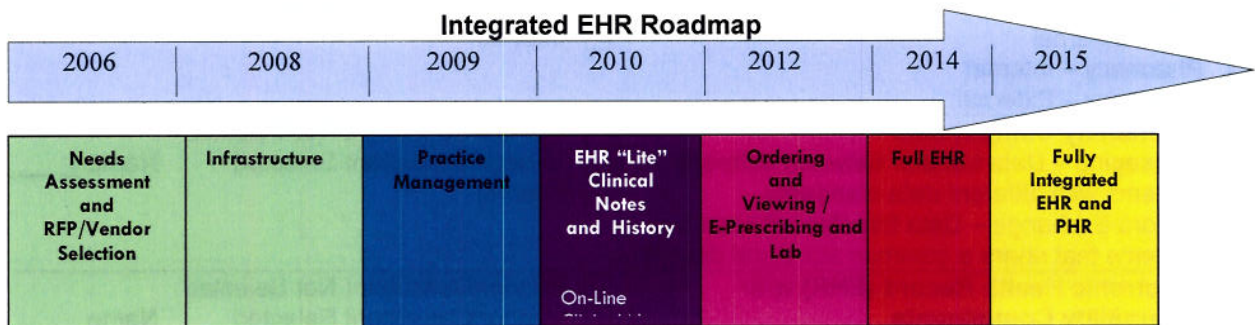 Integrated EHR Roadmap
2006 2008 2009 2010 2012 2014 2015
Needs
Assessment
and
RFP/Vendor
Selection
Infrastructure
Practice
Management
EHR "Lite"
Clinical
Notes
and History
On-Line
Ordering
and
Viewing /
E-Prescribing and
Lab
Full EHR
Fully
Integrated
EHR and
PHR